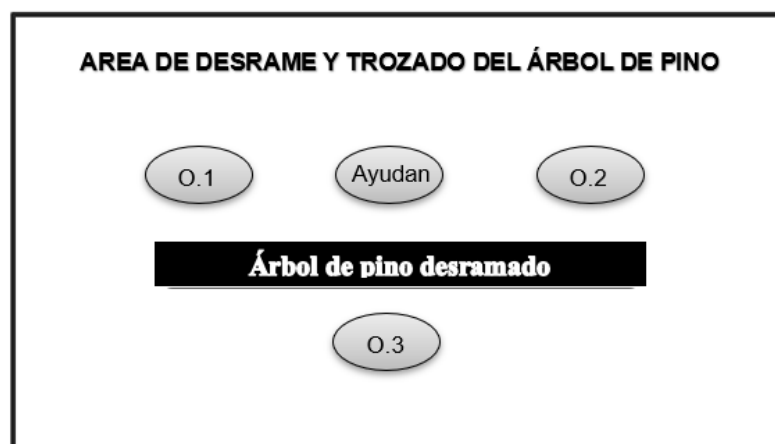 AREA DE DESRAME Y TROZADO DEL ÁRBOL DE PINO
O.1 Ayudan O.2
Árbol de pino desramado
O.3